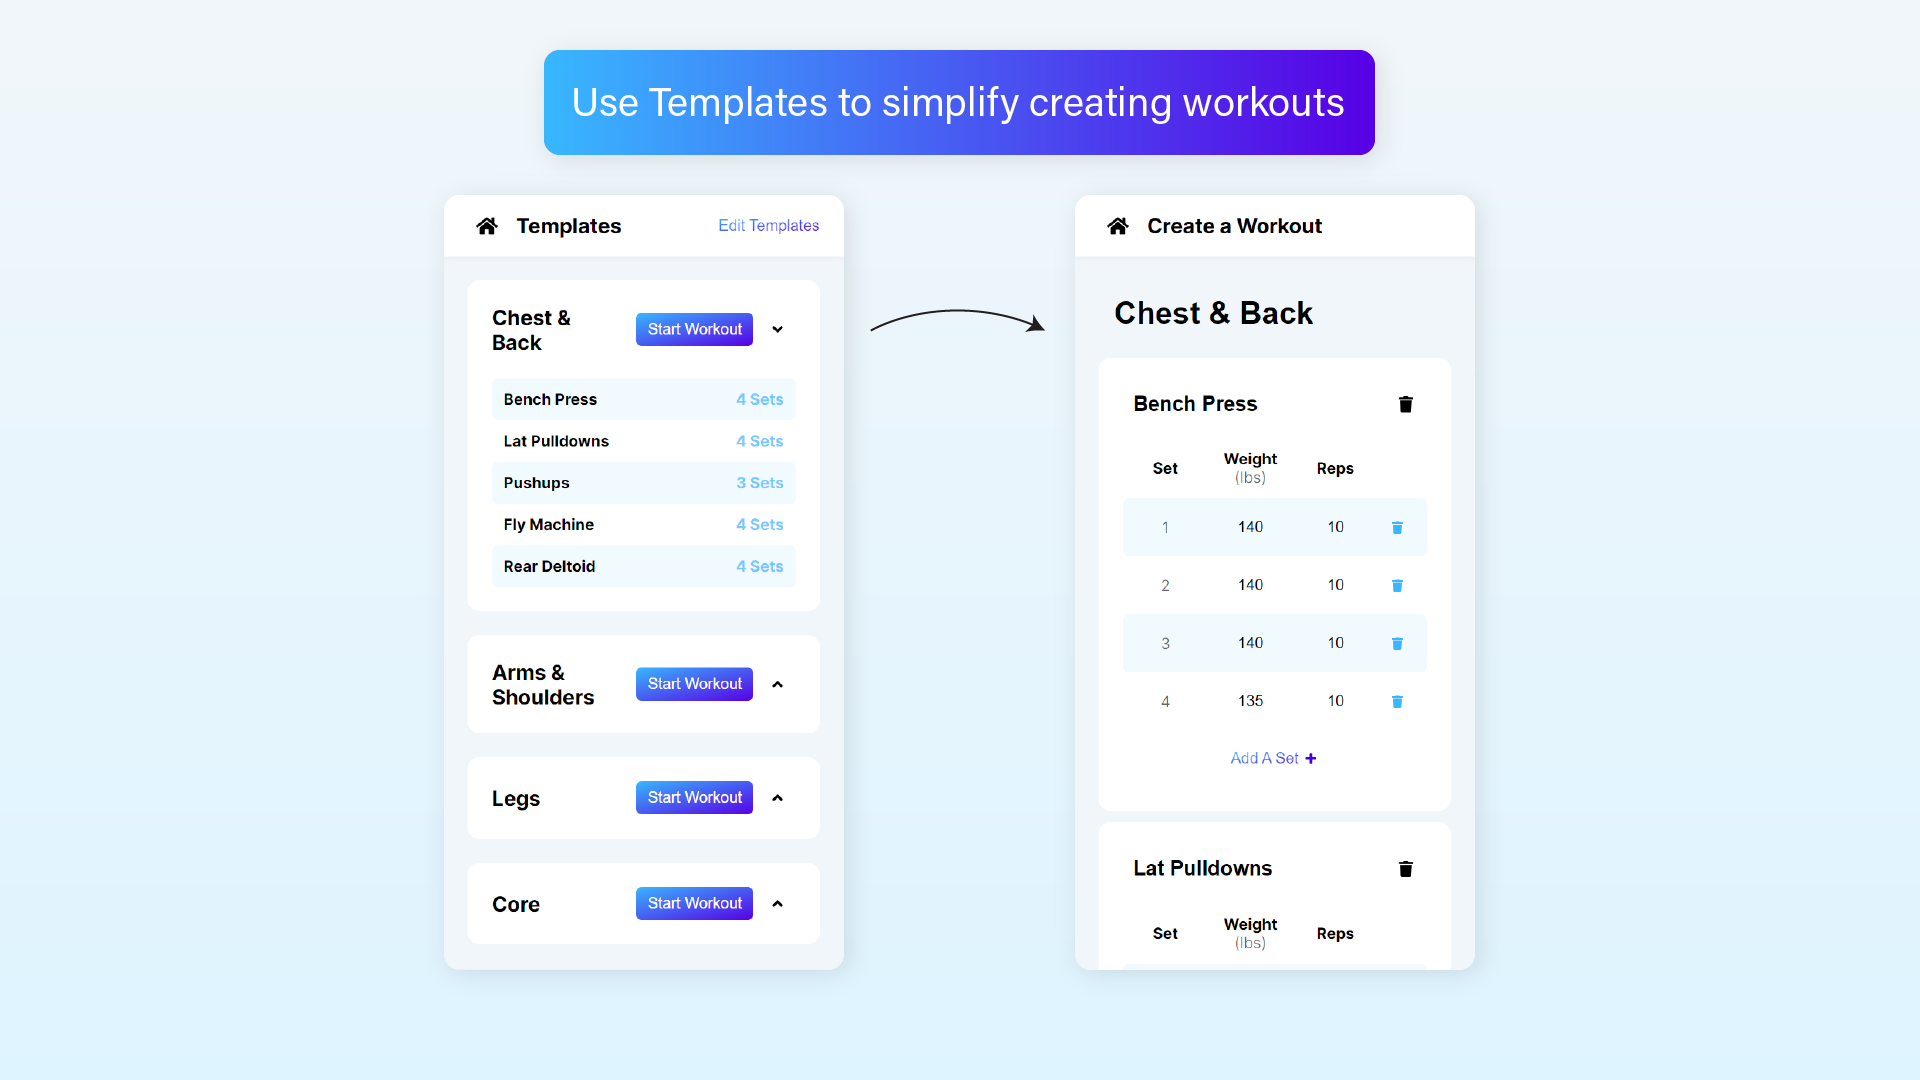 Use Templates to simplify creating workouts
Templates
Edit Templates
Chest &
Back
Start Workout
Bench Press 4 Sets
Lat Pulldowns 4 Sets
Pushups 3 Sets
Fly Machine 4 Sets
Rear Deltoid 4 Sets
Arms &
Shoulders
Start Workout
Legs
Start Workout
Core
Start Workout
Create a Workout
Chest & Back
Bench Press
Set Weight Reps
(lbs)
1 140 10
2 140 10
3 140 10
4 135 10
Add A Set +
Lat Pulldowns
Set Weight Reps
(lbs)